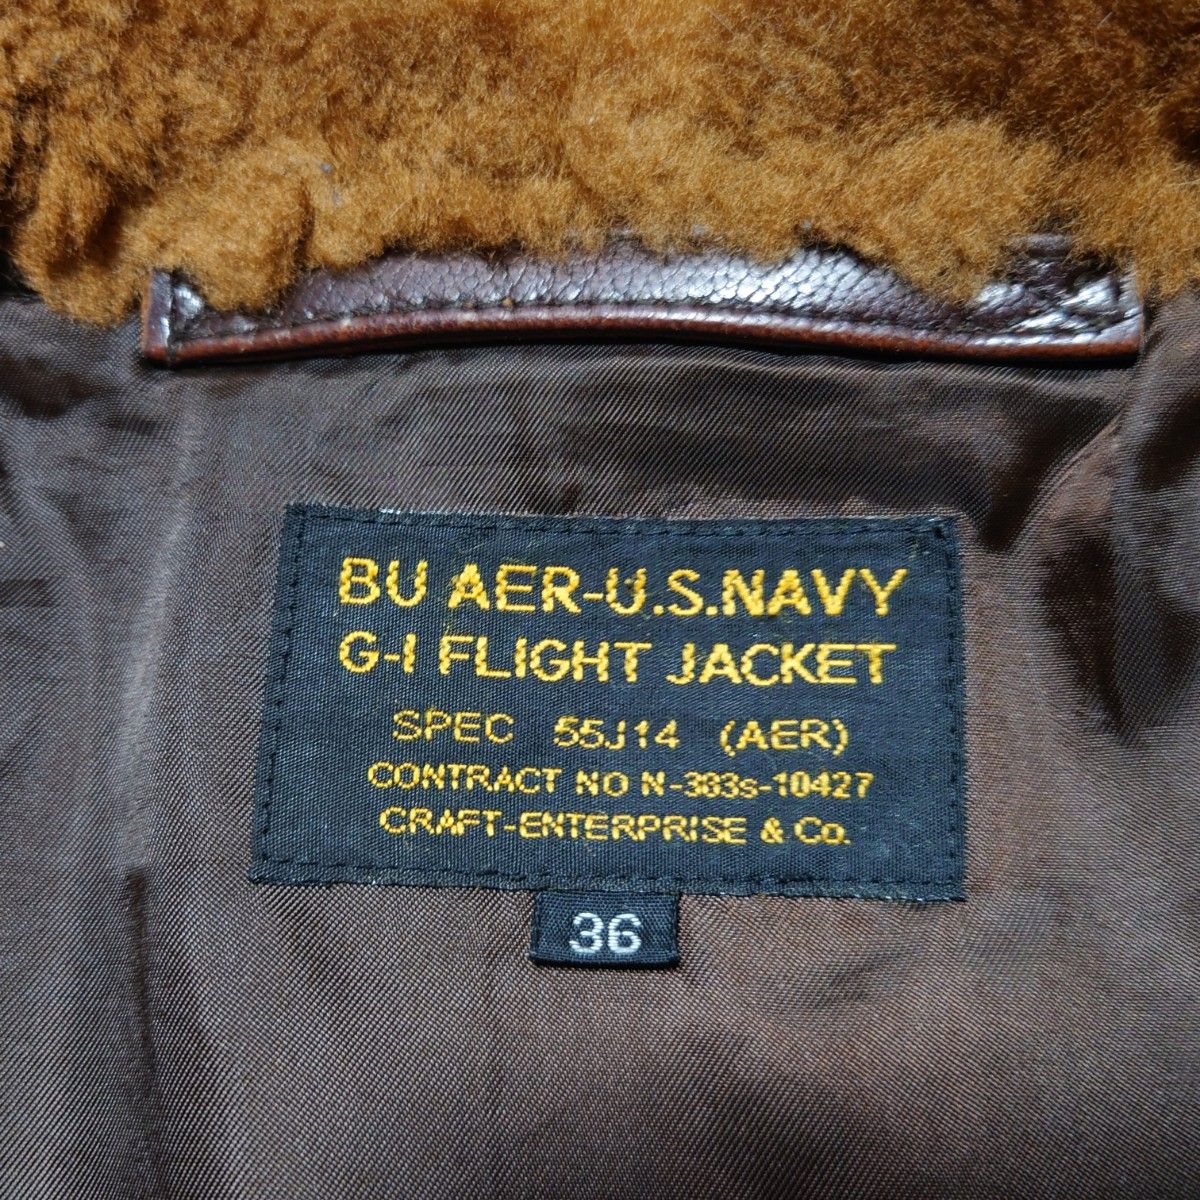 BU AER-U.S.NAVY
G-I FLIGHT JACKET
SPEC 55J14 (AER)
CONTRACT NO N-383s-10427
CRAFT-ENTERPRISE & Co.
36